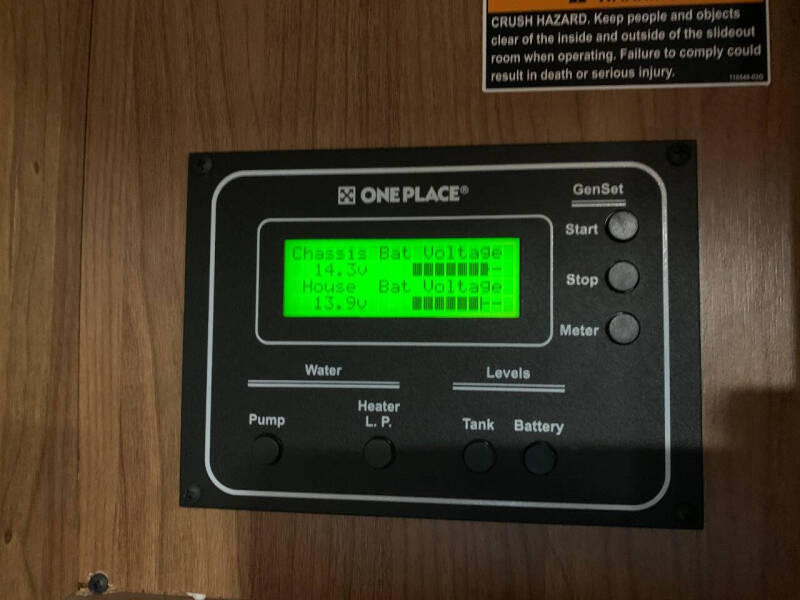 CRUSH HAZARD. Keep people and objects
clear of the inside and outside of the slideout
room when operating. Failure to comply could
result in death or serious injury.
ONE PLACE®
GenSet
Start
Stop
Meter
Chassis Bat Voltage
14.3v
House Bat Voltage
13.9v
Water
Levels
Pump
Heater
L. P.
Tank
Battery